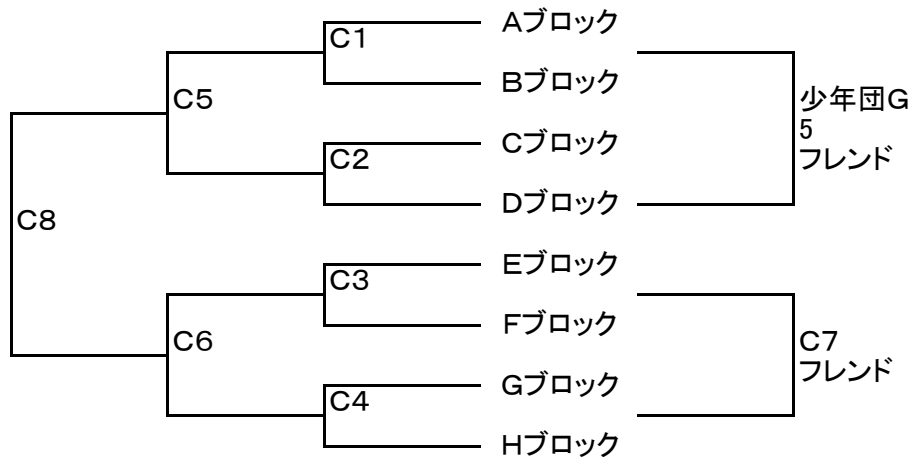 C1
Aブロック
Bブロック
C5
少年団G
5
フレンド
C2
Cブロック
Dブロック
C8
C3
Eブロック
Fブロック
C6
C7
フレンド
C4
Gブロック
Hブロック